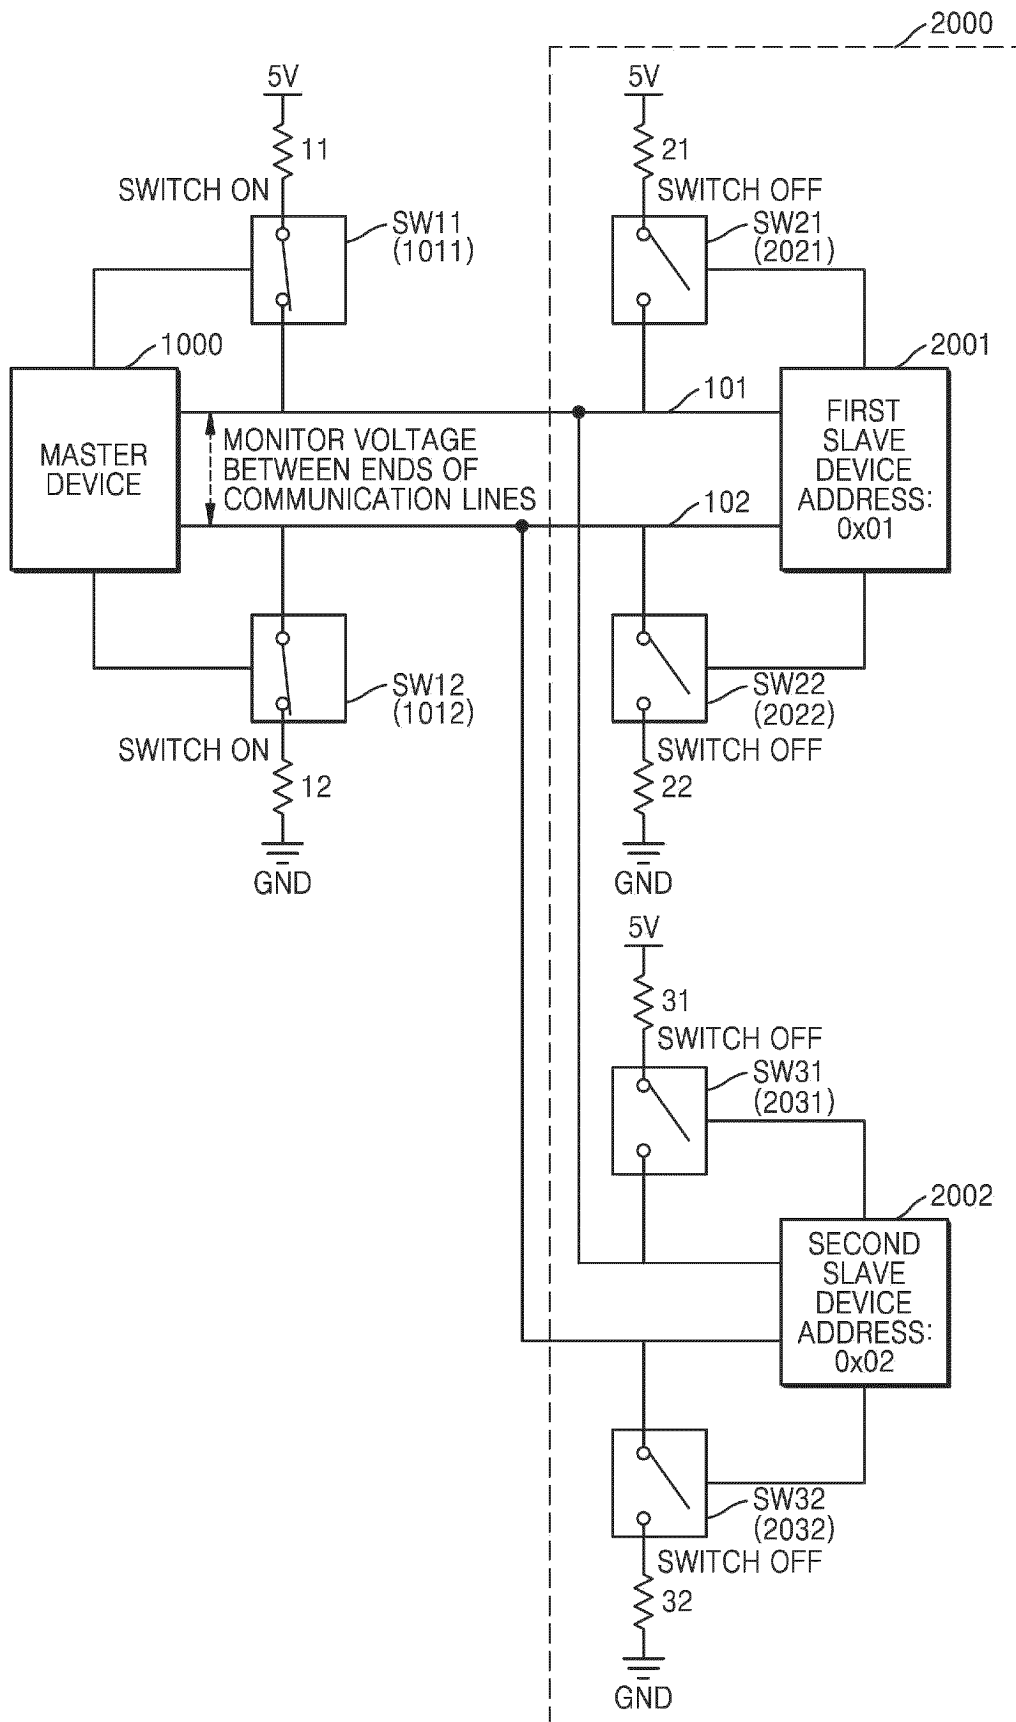 2000
5V
11
SWITCH ON
SW11
(1011)
5V
21
SWITCH OFF
SW21
(2021)
1000
MASTER
DEVICE
MONITOR VOLTAGE
BETWEEN ENDS OF
COMMUNICATION LINES
101
102
2001
FIRST
SLAVE
DEVICE
ADDRESS:
0x01
SW12
(1012)
SWITCH ON
12
GND
SW22
(2022)
SWITCH OFF
22
GND
5V
31
SWITCH OFF
SW31
(2031)
2002
SECOND
SLAVE
DEVICE
ADDRESS:
0x02
SW32
(2032)
SWITCH OFF
32
GND